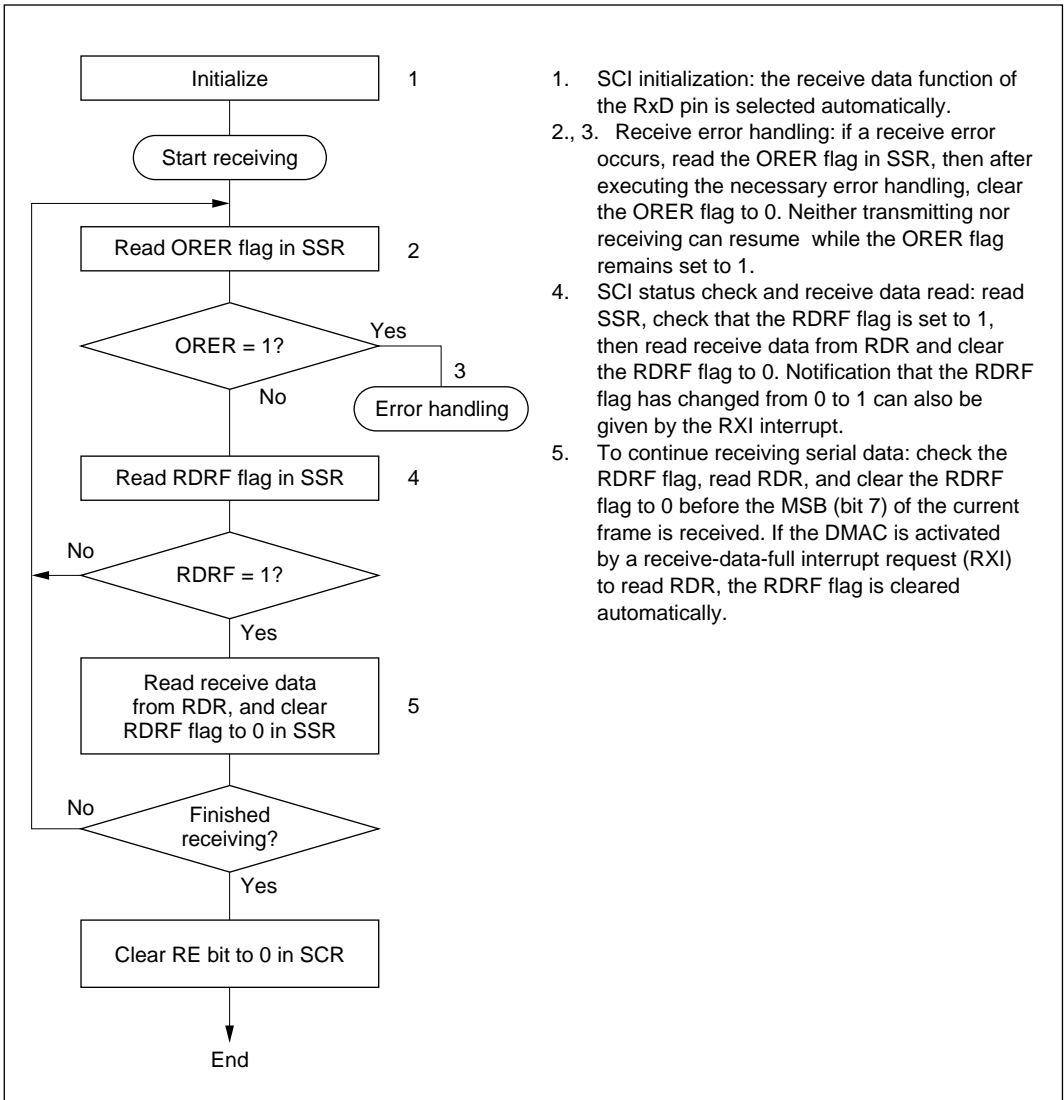 Initialize
1
Start receiving
Read ORER flag in SSR
2
ORER = 1?
Yes
3
No
Error handling
Read RDRF flag in SSR
4
No
RDRF = 1?
Yes
Read receive data
from RDR, and clear
RDRF flag to 0 in SSR
5
No
Finished
receiving?
Yes
Clear RE bit to 0 in SCR
End
1. SCI initialization: the receive data function of
the RxD pin is selected automatically.
2., 3. Receive error handling: if a receive error
occurs, read the ORER flag in SSR, then after
executing the necessary error handling, clear
the ORER flag to 0. Neither transmitting nor
receiving can resume while the ORER flag
remains set to 1.
4. SCI status check and receive data read: read
SSR, check that the RDRF flag is set to 1,
then read receive data from RDR and clear
the RDRF flag to 0. Notification that the RDRF
flag has changed from 0 to 1 can also be
given by the RXI interrupt.
5. To continue receiving serial data: check the
RDRF flag, read RDR, and clear the RDRF
flag to 0 before the MSB (bit 7) of the current
frame is received. If the DMAC is activated
by a receive-data-full interrupt request (RXI)
to read RDR, the RDRF flag is cleared
automatically.